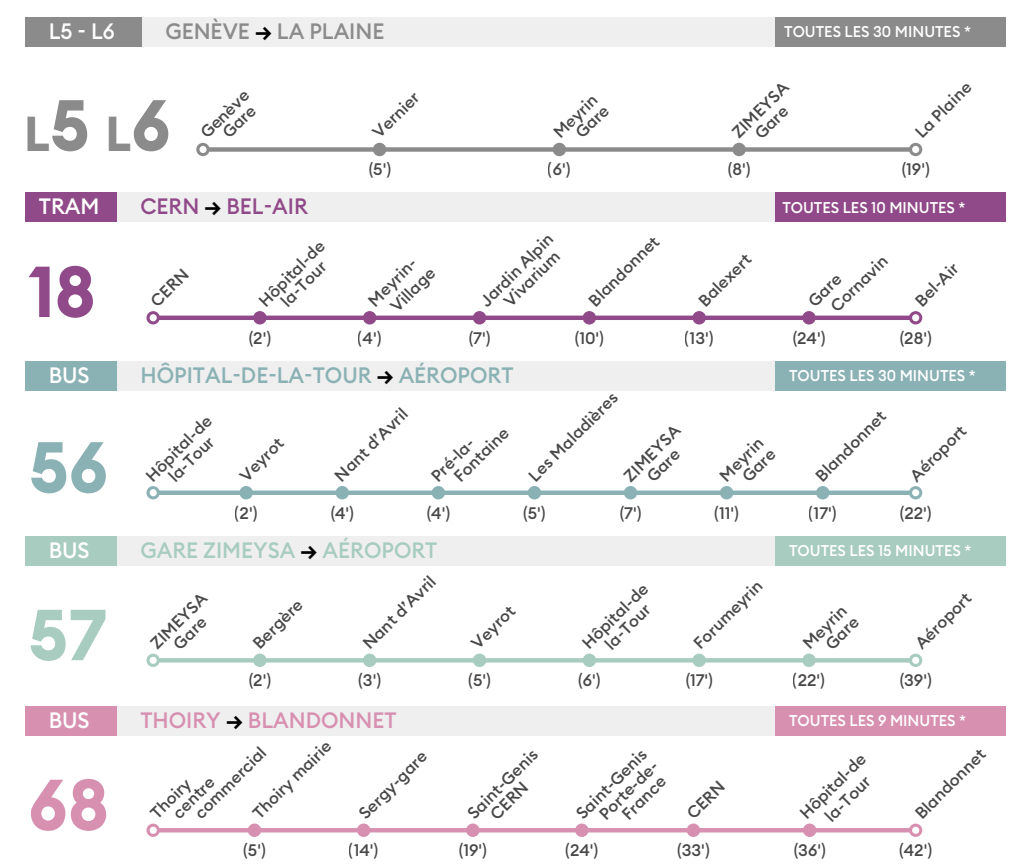 L5 - L6 GENÈVE → LA PLAINE TOUTES LES 30 MINUTES *
L5 L6
Genève
Gare
Vernier
Meyrin
Gare
ZIMEYSA
Gare
La Plaine
(5') (6') (8') (19')
TRAM CERN → BEL-AIR TOUTES LES 10 MINUTES *
18
CERN
Hôpital-de
la-Tour
Meyrin-
Village
Jardin Alpin
Vivarium
Blandonnet
Balexert
Gare
Cornavin
Bel-Air
(2') (4') (7') (10') (13') (24') (28')
BUS HÔPITAL-DE-LA-TOUR → AÉROPORT TOUTES LES 30 MINUTES *
56
Hôpital-de
la-Tour
Veyrot
Nant d'Avril
Pré-la-
Fontaine
Les Maladières
ZIMEYSA
Gare
Meyrin
Gare
Blandonnet
Aéroport
(2') (4') (4') (5') (7') (11') (17') (22')
BUS GARE ZIMEYSA → AÉROPORT TOUTES LES 15 MINUTES *
57
ZIMEYSA
Gare
Bergère
Nant d'Avril
Veyrot
Hôpital-de
la-Tour
Forumeyrin
Meyrin
Gare
Aéroport
(2') (3') (5') (6') (17') (22') (39')
BUS THOIRY → BLANDONNET TOUTES LES 9 MINUTES *
68
Thoiry
centre
commercial
Thoiry mairie
Sergy-gare
Saint-Genis
CERN
Saint-Genis
Porte-de-
France
CERN
Hôpital-de
la-Tour
Blandonnet
(5') (14') (19') (24') (33') (36') (42')